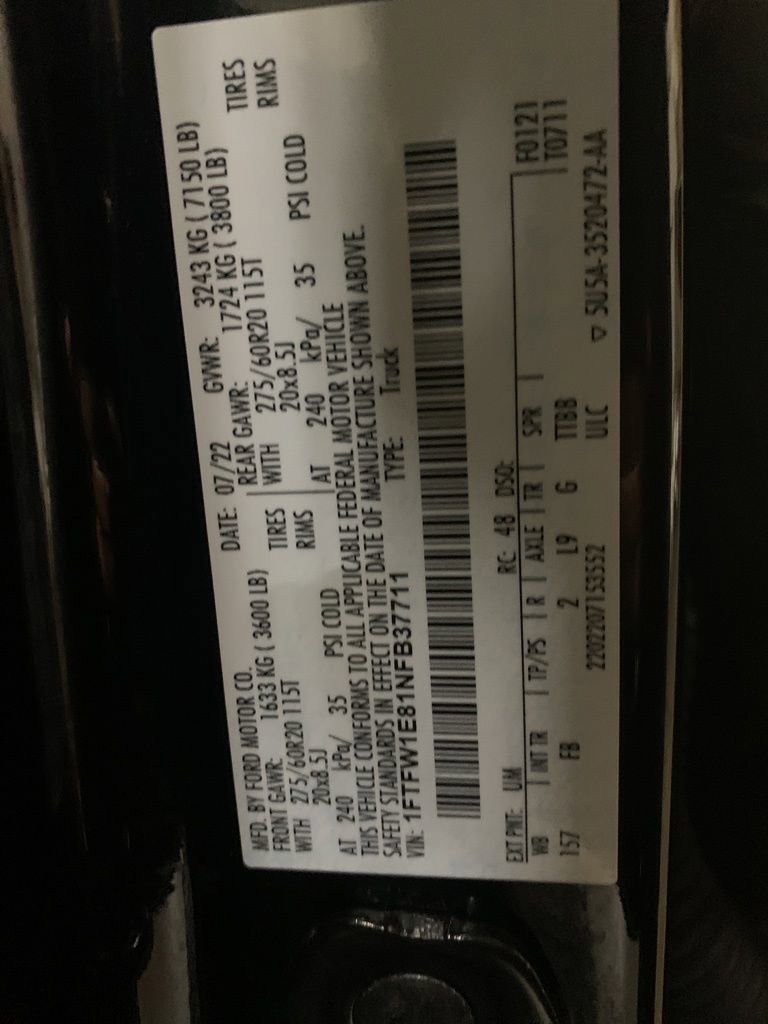 MFD. BY FORD MOTOR CO.
DATE: 07/22 GVWR: 3243 KG ( 7150 LB)
FRONT GAWR: 1633 KG ( 3600 LB)
REAR GAWR: 1724 KG ( 3800 LB)
WITH 275/60R20 115T TIRES
WITH 275/60R20 115T TIRES
20x8.5J RIMS
20x8.5J RIMS
AT 240 kPa/ 35 PSI COLD
AT 240 kPa/ 35 PSI COLD
THIS VEHICLE CONFORMS TO ALL APPLICABLE FEDERAL MOTOR VEHICLE
SAFETY STANDARDS IN EFFECT ON THE DATE OF MANUFACTURE SHOWN ABOVE.
VIN: 1FTFW1E81NFB37711 TYPE: Truck
EXT PNT: UM RC: 48 DSO: F0121
WB INT TR TP/PS R AXLE TR SPR T0711
157 FB 2 L9 G TTBB
2202207153552 ULC ▽ 5U5A-3520472-AA